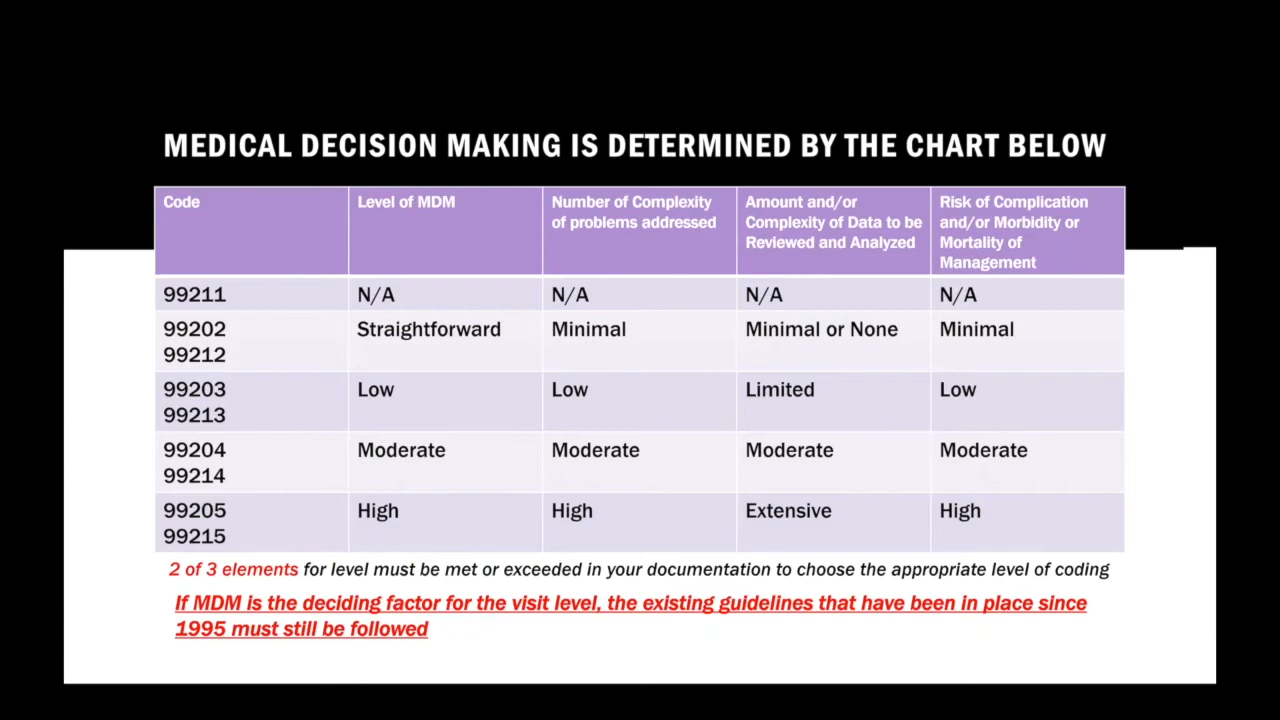 MEDICAL DECISION MAKING IS DETERMINED BY THE CHART BELOW
Code
Level of MDM
Number of Complexity
of problems addressed
Amount and/or
Complexity of Data to be
Reviewed and Analyzed
Risk of Complication
and/or Morbidity or
Mortality of
Management
99211
N/A
N/A
N/A
N/A
99202
99212
Straightforward
Minimal
Minimal or None
Minimal
99203
99213
Low
Low
Limited
Low
99204
99214
Moderate
Moderate
Moderate
Moderate
99205
99215
High
High
Extensive
High
2 of 3 elements for level must be met or exceeded in your documentation to choose the appropriate level of coding
If MDM is the deciding factor for the visit level, the existing guidelines that have been in place since
1995 must still be followed